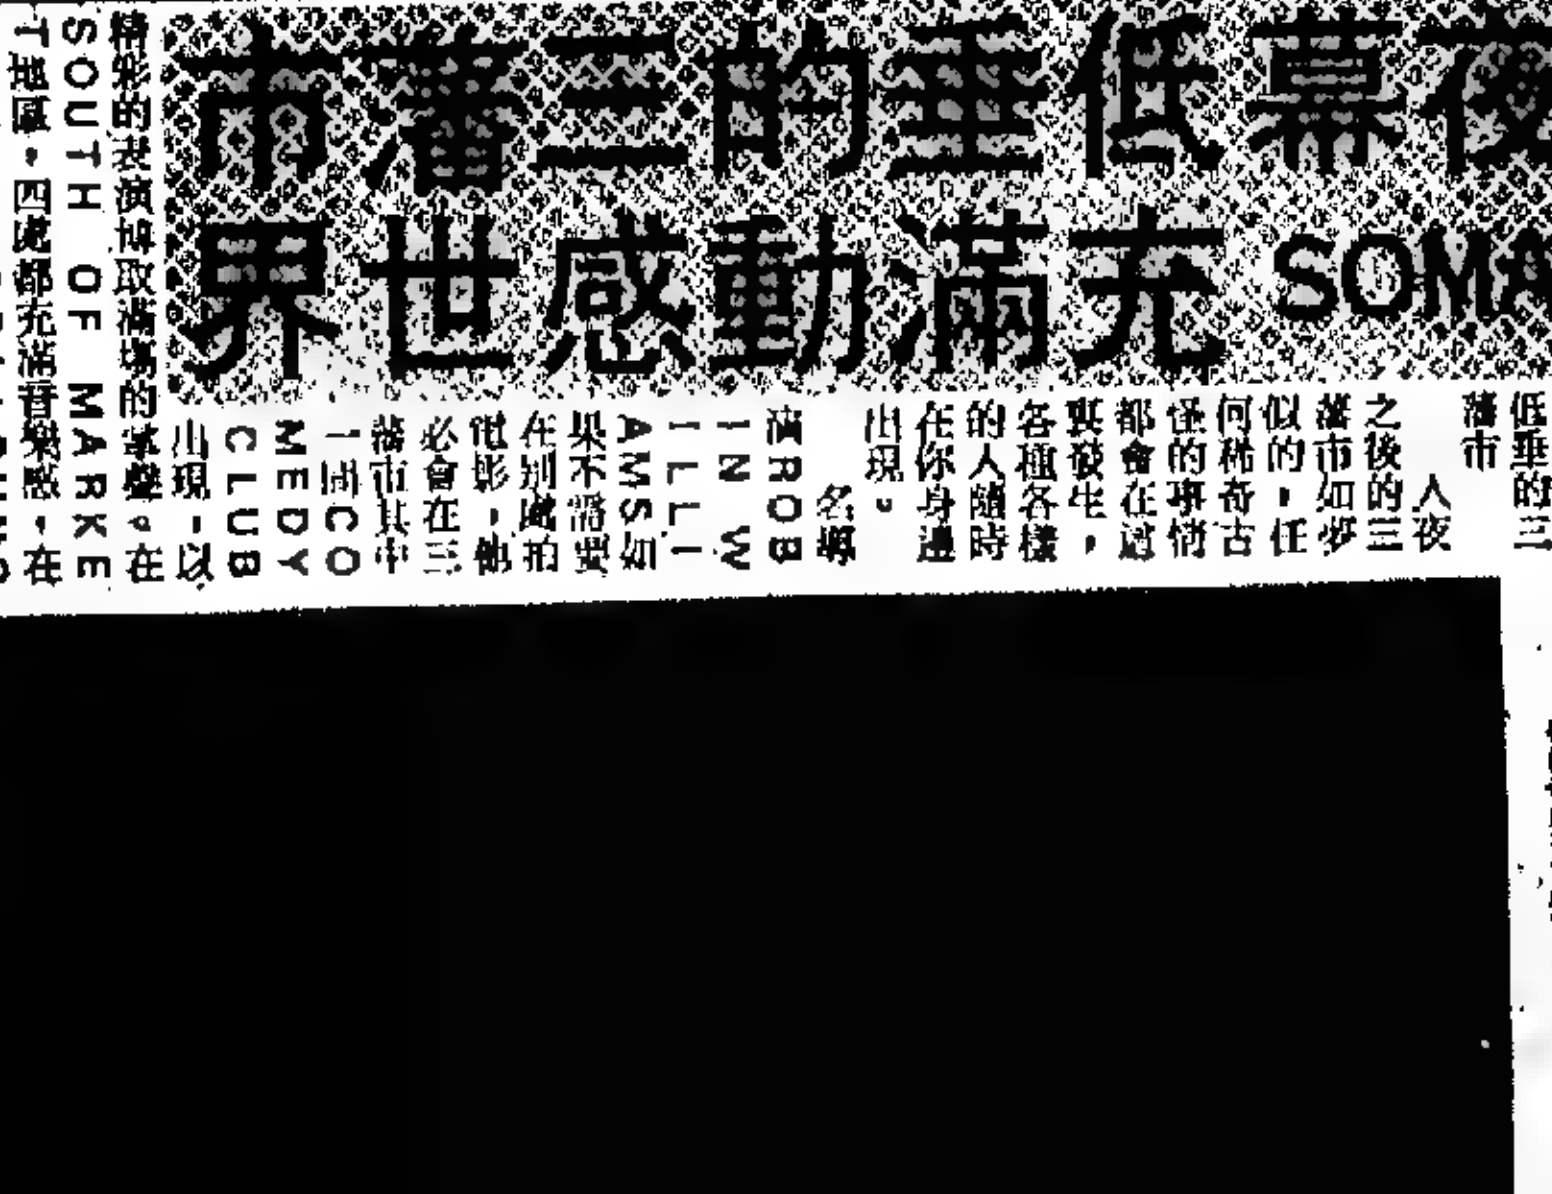 夜幕低垂的三藩市
SOMA充滿動感世界
低垂的三
藩市
入夜
之後的三
藩市如夢
似的,任
何稀奇古
怪的事情
都會在這
裏發生,
各種各樣
的人隨時
在你身邊
出現。
名導
演ROB
IN W
ILLI
AMS如
果不需要
在别處拍
電影,他
必會在三
藩市其中
一間CO
MEDY
CLUB
出現,以
精彩的表演博取滿場的掌聲。在
SOUTH OF MARKE
T地區,四處都充滿音樂感,在